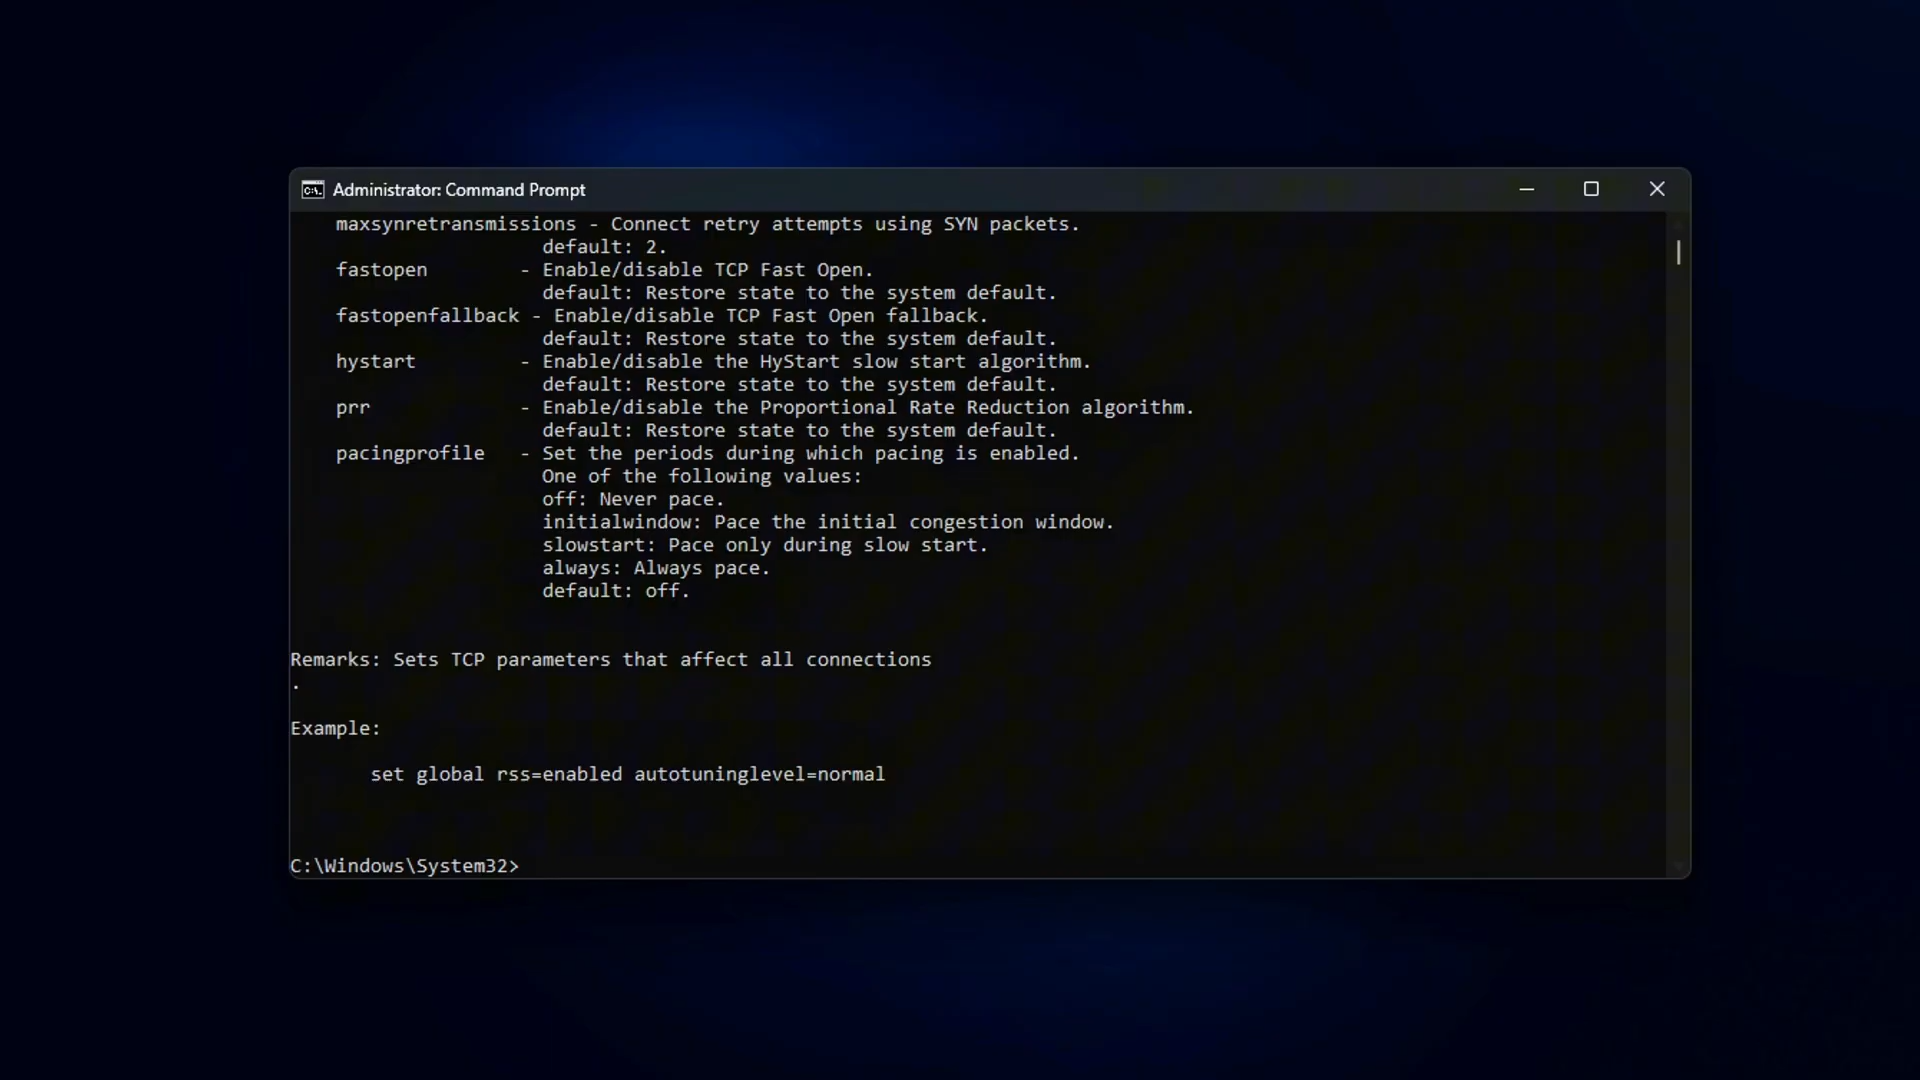 Administrator: Command Prompt
maxsynretransmissions - Connect retry attempts using SYN packets.
default: 2.
fastopen - Enable/disable TCP Fast Open.
default: Restore state to the system default.
fastopenfallback - Enable/disable TCP Fast Open fallback.
default: Restore state to the system default.
hystart - Enable/disable the HyStart slow start algorithm.
default: Restore state to the system default.
prr - Enable/disable the Proportional Rate Reduction algorithm.
default: Restore state to the system default.
pacingprofile - Set the periods during which pacing is enabled.
One of the following values:
off: Never pace.
initialwindow: Pace the initial congestion window.
slowstart: Pace only during slow start.
always: Always pace.
default: off.
Remarks: Sets TCP parameters that affect all connections
.
Example:
set global rss=enabled autotuninglevel=normal
C:\Windows\System32>